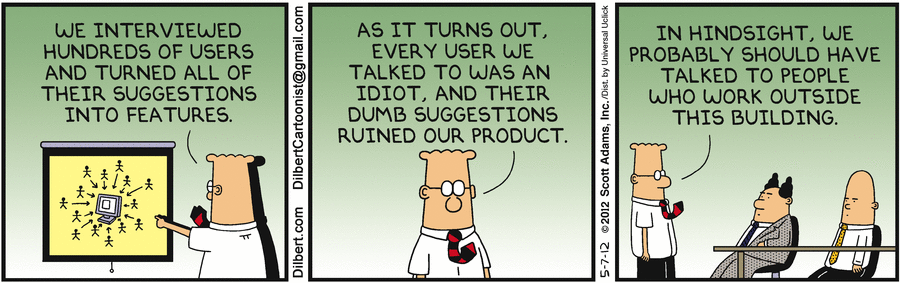 WE INTERVIEWED
HUNDREDS OF USERS
AND TURNED ALL OF
THEIR SUGGESTIONS
INTO FEATURES.
Dilbert.com DilbertCartoonist@gmail.com
AS IT TURNS OUT,
EVERY USER WE
TALKED TO WAS AN
IDIOT, AND THEIR
DUMB SUGGESTIONS
RUINED OUR PRODUCT.
5-7-12 ©2012 Scott Adams, Inc./Dist. by Universal Uclick
IN HINDSIGHT, WE
PROBABLY SHOULD HAVE
TALKED TO PEOPLE
WHO WORK OUTSIDE
THIS BUILDING.